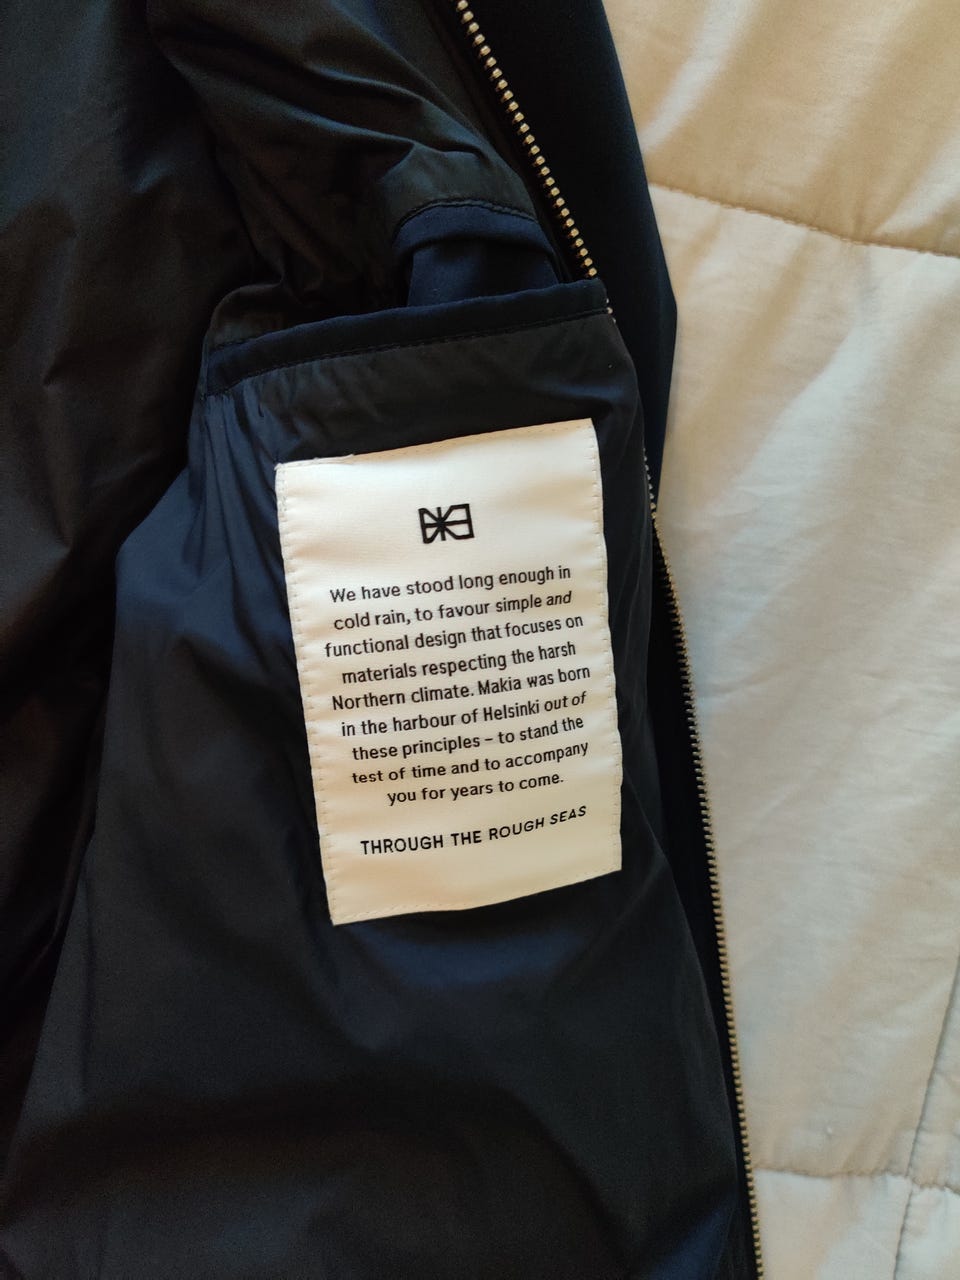 We have stood long enough in
cold rain, to favour simple and
functional design that focuses on
materials respecting the harsh
Northern climate. Makia was born
in the harbour of Helsinki out of
these principles – to stand the
test of time and to accompany
you for years to come.
THROUGH THE ROUGH SEAS